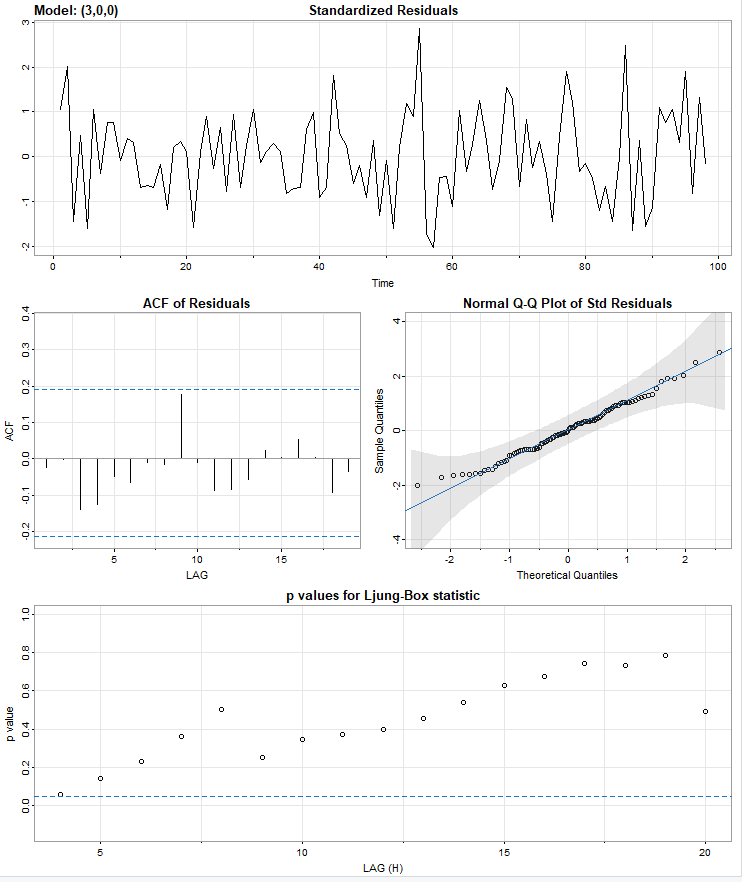 Model: (3,0,0) Standardized Residuals
3
2
1
0
-1
-2
0 20 40 60 80 100
Time
ACF of Residuals
0.4
0.3
0.2
0.1
0.0
-0.1
-0.2
ACF
5 10 15
LAG
Normal Q-Q Plot of Std Residuals
4
2
0
-2
-4
Sample Quantiles
-2 -1 0 1 2
Theoretical Quantiles
p values for Ljung-Box statistic
1.0
0.8
0.6
0.4
0.2
0.0
p value
5 10 15 20
LAG (H)